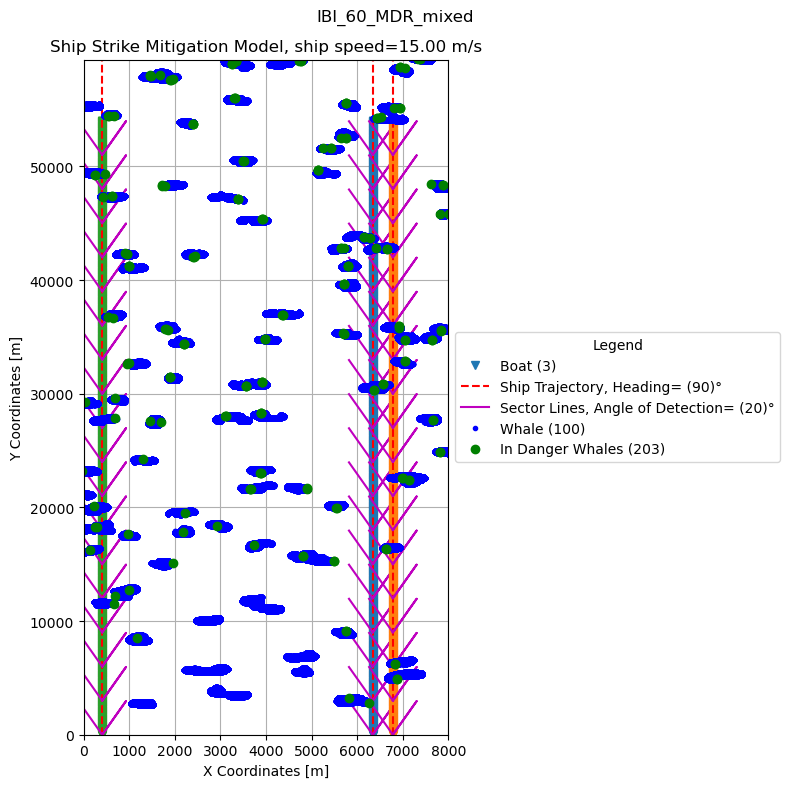 IBI_60_MDR_mixed
Ship Strike Mitigation Model, ship speed=15.00 m/s
Y Coordinates [m]
50000
40000
30000
20000
10000
0
0 1000 2000 3000 4000 5000 6000 7000 8000
X Coordinates [m]
Legend
Boat (3)
Ship Trajectory, Heading= (90)°
Sector Lines, Angle of Detection= (20)°
Whale (100)
In Danger Whales (203)